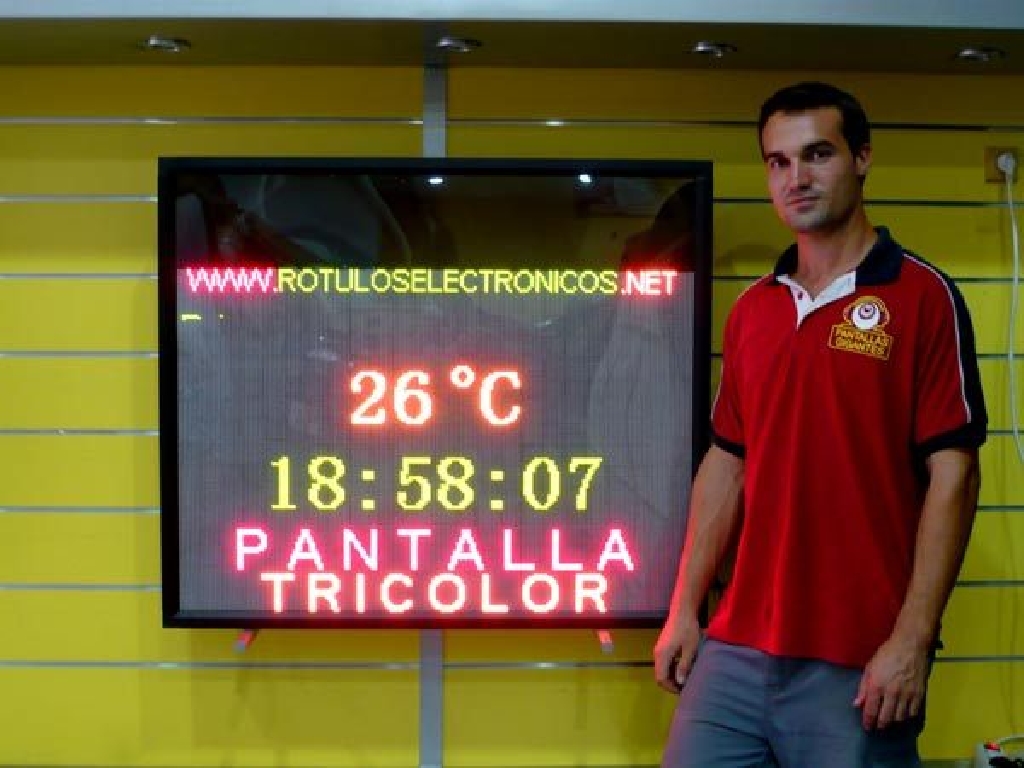 WWW.ROTULOSELECTRONICOS.NET
26°C
18:58:07
PANTALLA
TRICOLOR
PANTALLAS
GIGANTES